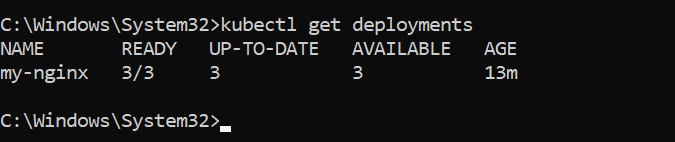 C:\Windows\System32>kubectl get deployments
NAME       READY   UP-TO-DATE   AVAILABLE   AGE
my-nginx   3/3     3            3           13m
C:\Windows\System32>